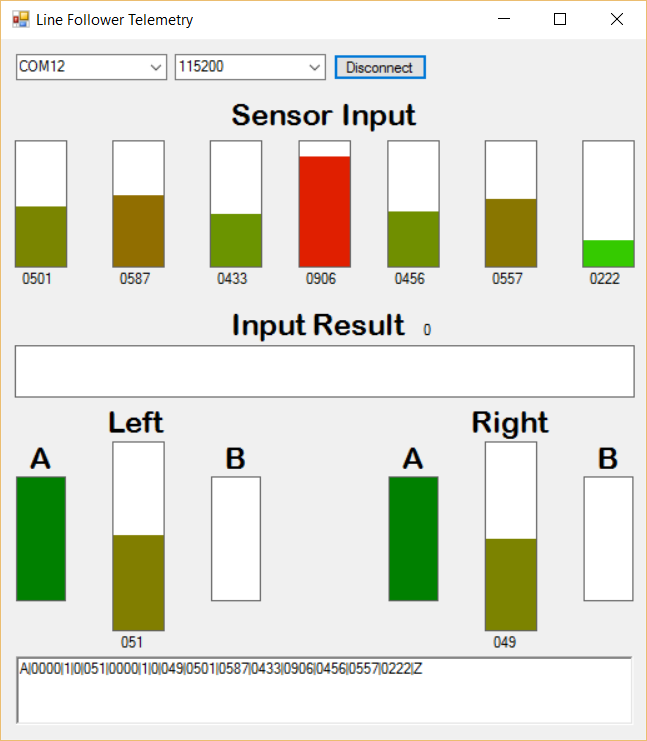 Line Follower Telemetry
COM12 115200 Disconnect
Sensor Input
0501 0587 0433 0906 0456 0557 0222
Input Result 0
Left Right
A B A B
051 049
A|0000|1|0|051|0000|1|0|049|0501|0587|0433|0906|0456|0557|0222|Z